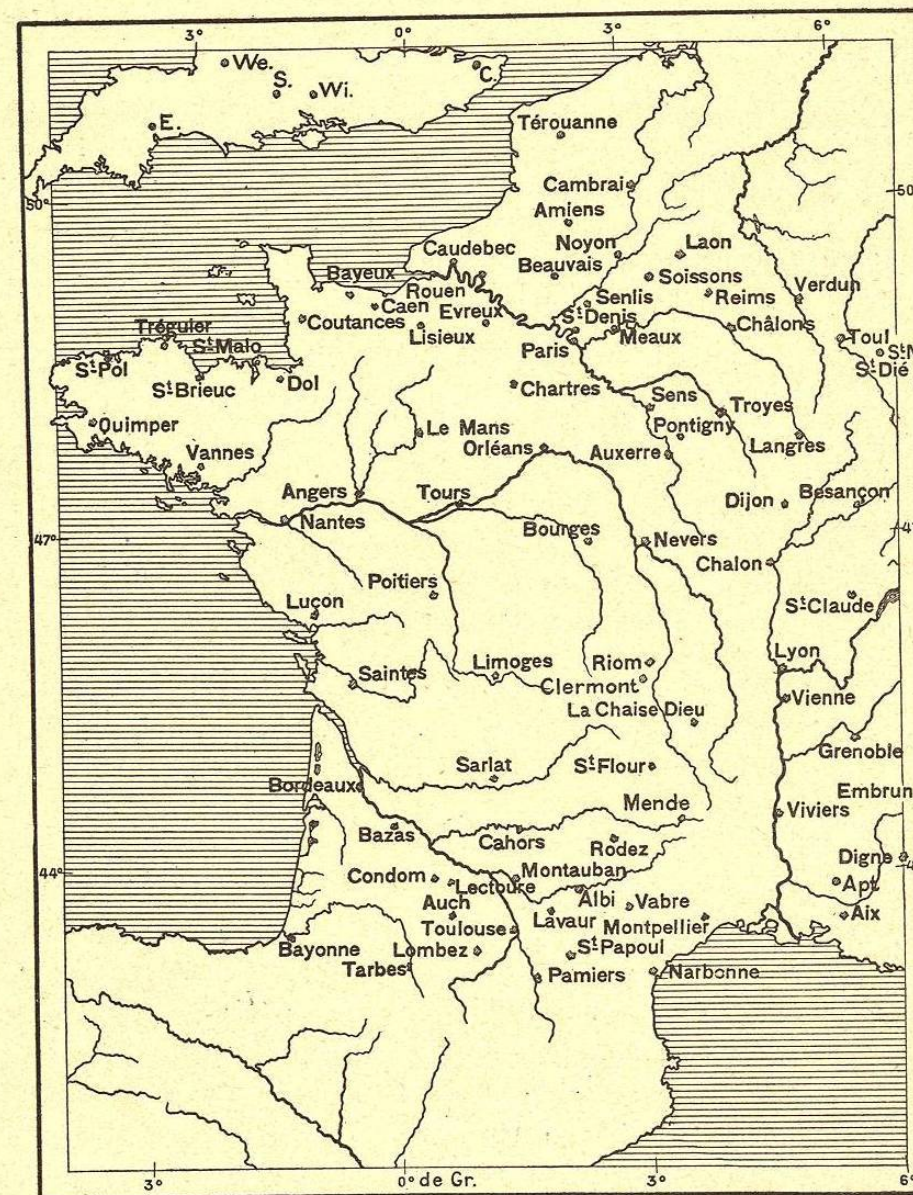 3° 0° 3° 6°
We.
S. Wi. C.
E.
Térouanne
Cambrai
50° 50
Amiens
Noyon Laon
Caudebec
Beauvais
Bayeux Soissons
Rouen Senlis Reims Verdun
Caen Evreux St Denis
Coutances Lisieux Meaux Châlons
Tréguier Paris Toul
St Malo St Dié
St Pol
St Brieuc Dol Chartres Sens
Troyes
Quimper Le Mans Pontigny
Orléans Langres
Vannes Auxerre
Angers Tours Dijon Besançon
Nantes Bourges Nevers
47°
Chalon
Poitiers
Luçon St Claude
Lyon
Saintes Limoges Riom
Clermont Vienne
La Chaise Dieu
Grenoble
Sarlat St Flour
Bordeaux Embrun
Mende Viviers
Bazas Cahors Rodez
Digne
44°
Condom Montauban
Lectoure Apt
Auch Albi Vabre
Lavaur Aix
Toulouse Montpellier
Bayonne Lombez St Papoul
Tarbes Pamiers Narbonne
3° 0° de Gr. 3° 6°